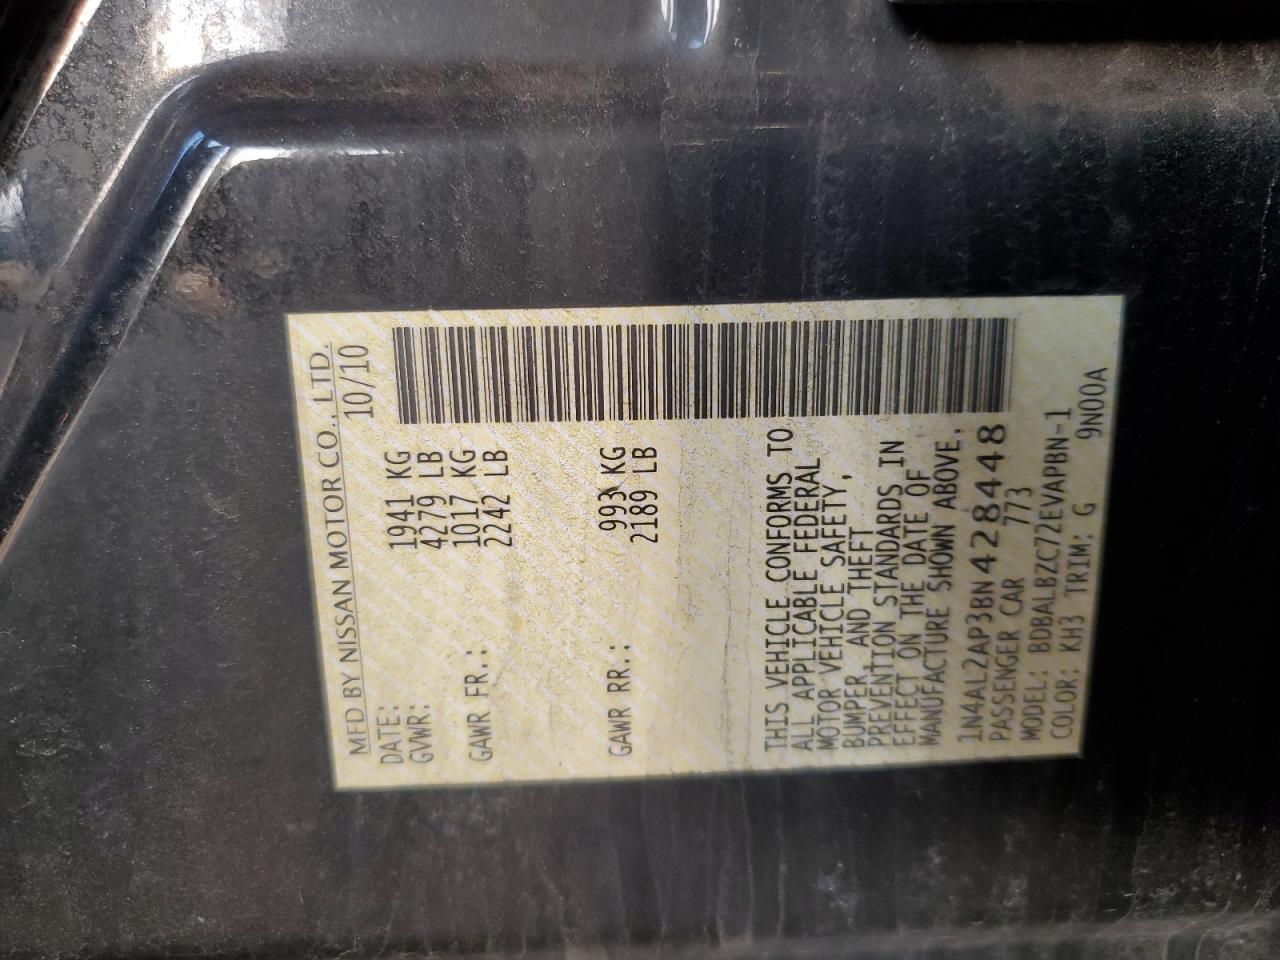 MFD BY NISSAN MOTOR CO., LTD.
DATE: 10/10
GVWR: 1941 KG
4279 LB
GAWR FR.: 1017 KG
2242 LB
GAWR RR.: 993 KG
2189 LB
THIS VEHICLE CONFORMS TO
ALL APPLICABLE FEDERAL
MOTOR VEHICLE SAFETY,
BUMPER, AND THEFT
PREVENTION STANDARDS IN
EFFECT ON THE DATE OF
MANUFACTURE SHOWN ABOVE.
1N4AL2AP3BN428448
PASSENGER CAR 773
MODEL: BDBALBZC72EVAPBN-1
COLOR: KH3 TRIM: G 9N00A